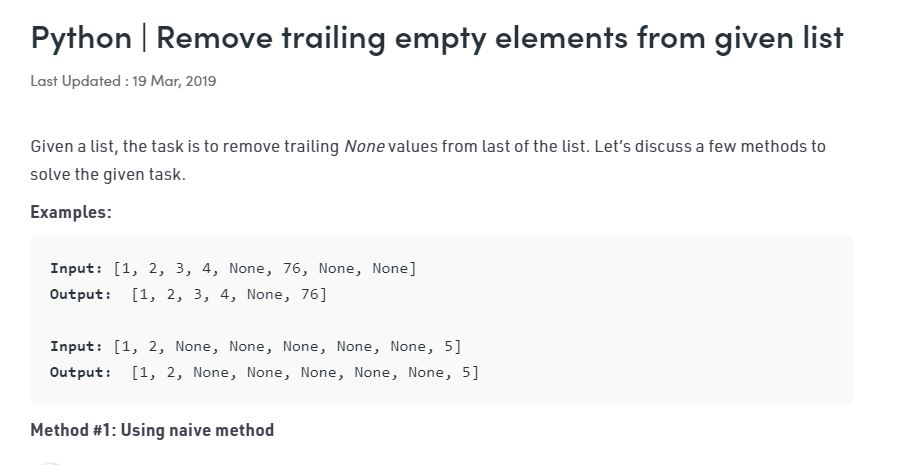 Python | Remove trailing empty elements from given list
Last Updated : 19 Mar, 2019
Given a list, the task is to remove trailing None values from last of the list. Let’s discuss a few methods to
solve the given task.
Examples:
Input: [1, 2, 3, 4, None, 76, None, None]
Output:  [1, 2, 3, 4, None, 76]
Input: [1, 2, None, None, None, None, None, 5]
Output:  [1, 2, None, None, None, None, None, 5]
Method #1: Using naive method